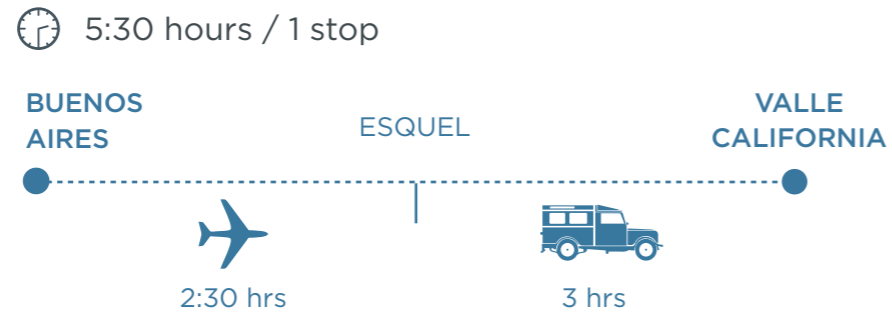 5:30 hours / 1 stop
BUENOS
AIRES
ESQUEL
VALLE
CALIFORNIA
2:30 hrs
3 hrs